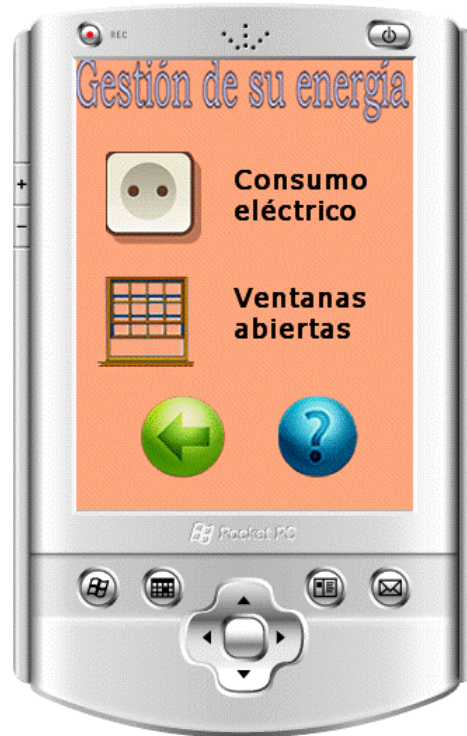 REC
Gestión de su energía
Consumo
eléctrico
Ventanas
abiertas
?
Pocket PC
+
−